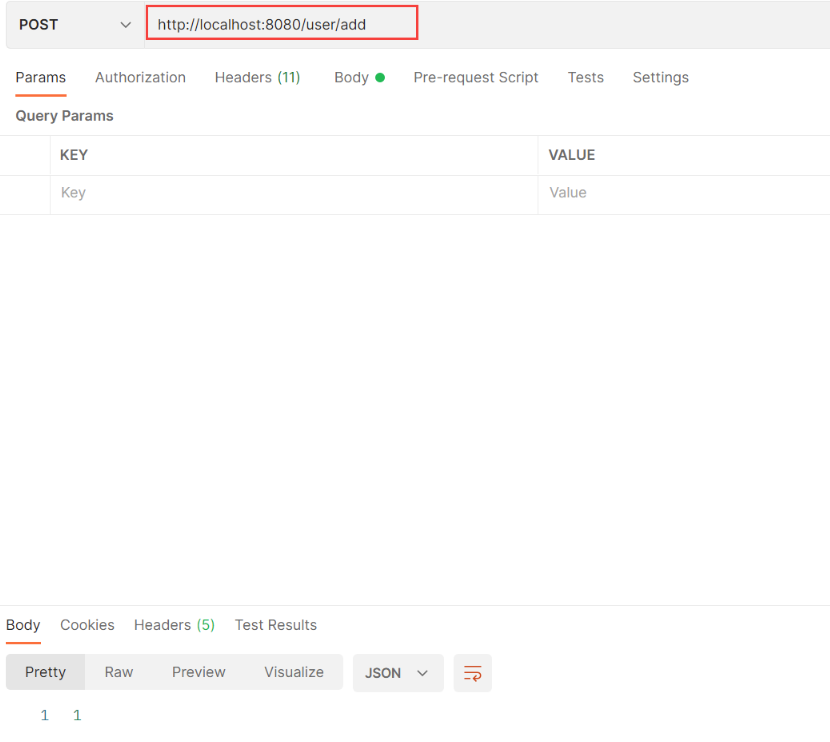 POST http://localhost:8080/user/add
Params Authorization Headers (11) Body Pre-request Script Tests Settings
Query Params
KEY VALUE
Key Value
Body Cookies Headers (5) Test Results
Pretty Raw Preview Visualize JSON
1 1